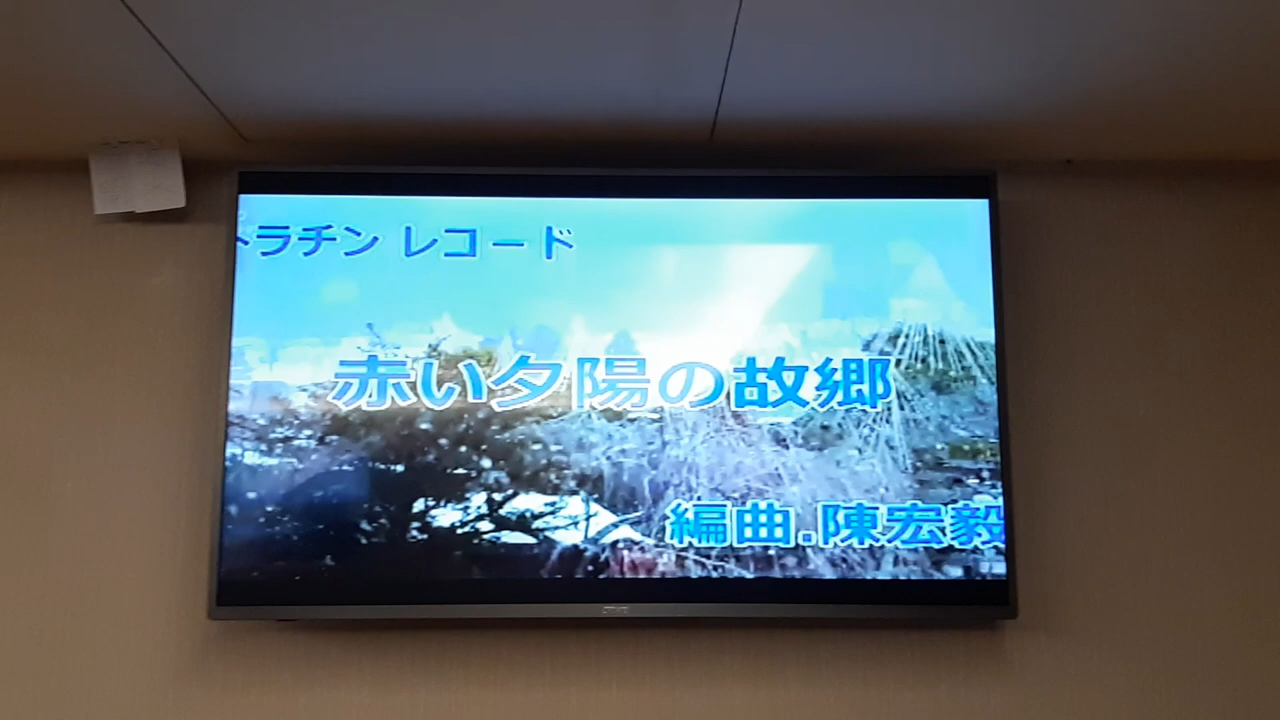 トラチン レコード
赤い夕陽の故郷
編曲.陳宏毅